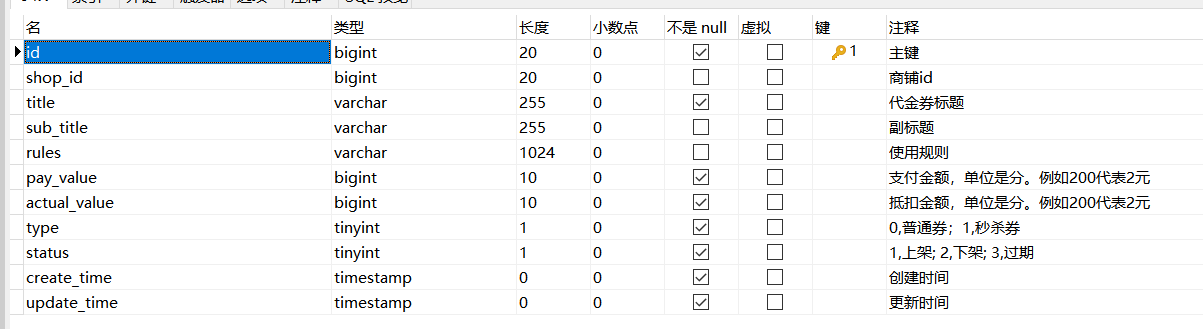 名 类型 长度 小数点 不是 null 虚拟 键 注释
id bigint 20 0 1 主键
shop_id bigint 20 0 商铺id
title varchar 255 0 代金券标题
sub_title varchar 255 0 副标题
rules varchar 1024 0 使用规则
pay_value bigint 10 0 支付金额，单位是分。例如200代表2元
actual_value bigint 10 0 抵扣金额，单位是分。例如200代表2元
type tinyint 1 0 0,普通券；1,秒杀券
status tinyint 1 0 1,上架; 2,下架; 3,过期
create_time timestamp 0 0 创建时间
update_time timestamp 0 0 更新时间